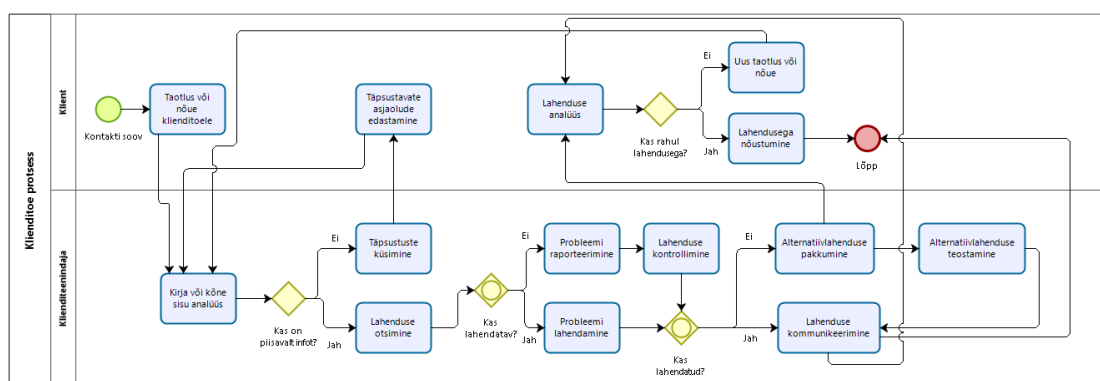 Klienditoe protsess
Klient
Kontakti soov
Taotlus või
nõue
klienditoele
Täpsustavate
asjaolude
edastamine
Lahenduse
analüüs
Kas rahul
lahendusega?
Ei
Uus taotlus või
nõue
Jah
Lahendusega
nõustumine
Lõpp
Klienditeenindaja
Kirja või kõne
sisu analüüs
Kas on
piisavalt infot?
Ei
Täpsustuste
küsimine
Jah
Lahenduse
otsimine
Kas
lahendatav?
Ei
Probleemi
raporteerimine
Lahenduse
kontrollimine
Jah
Probleemi
lahendamine
Kas
lahendatud?
Ei
Alternatiivlahenduse
pakkumine
Alternatiivlahenduse
teostamine
Jah
Lahenduse
kommunikeerimine